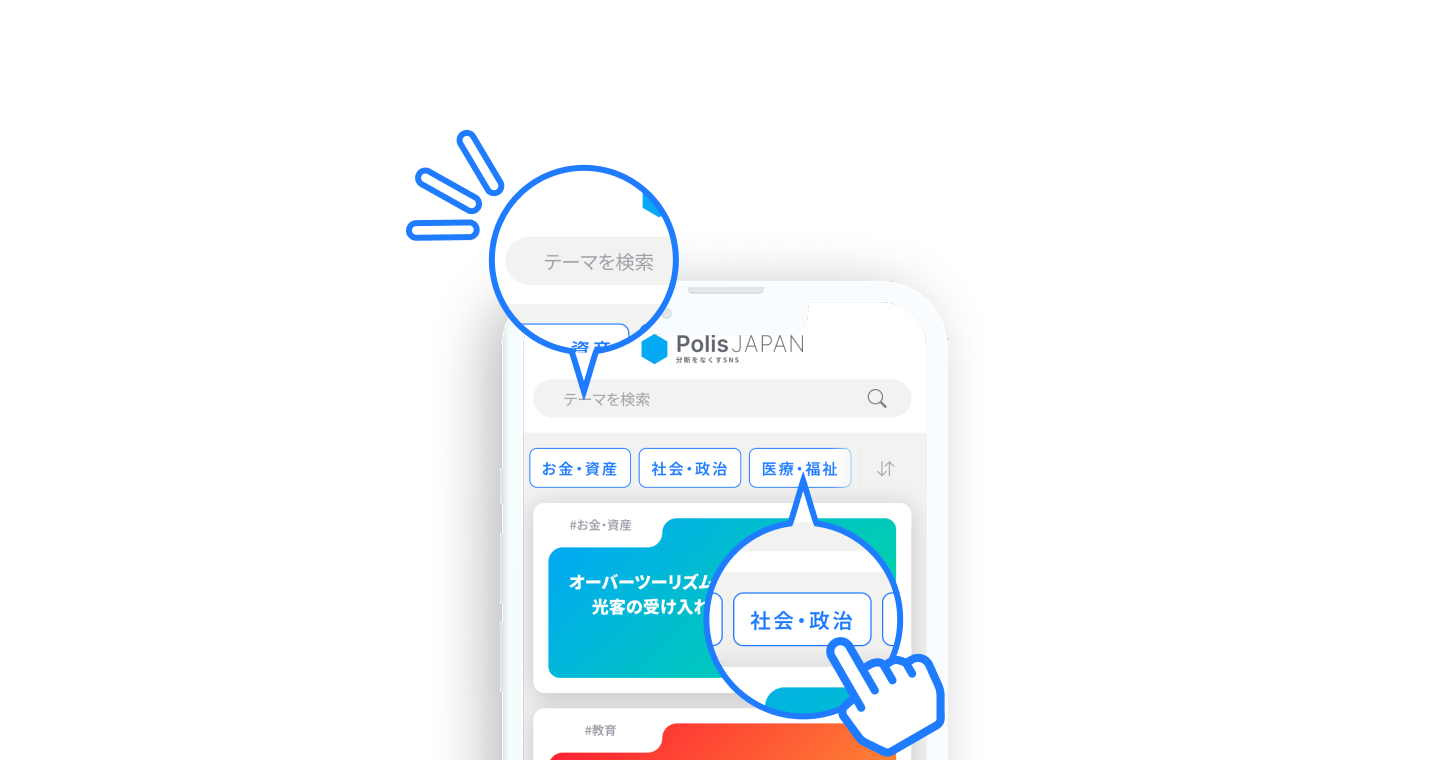 テーマを検索
資産
Polis JAPAN
分断をなくすSNS
テーマを検索
お金・資産
社会・政治
医療・福祉
#お金・資産
オーバーツーリズム
光客の受け入れ
社会・政治
#教育